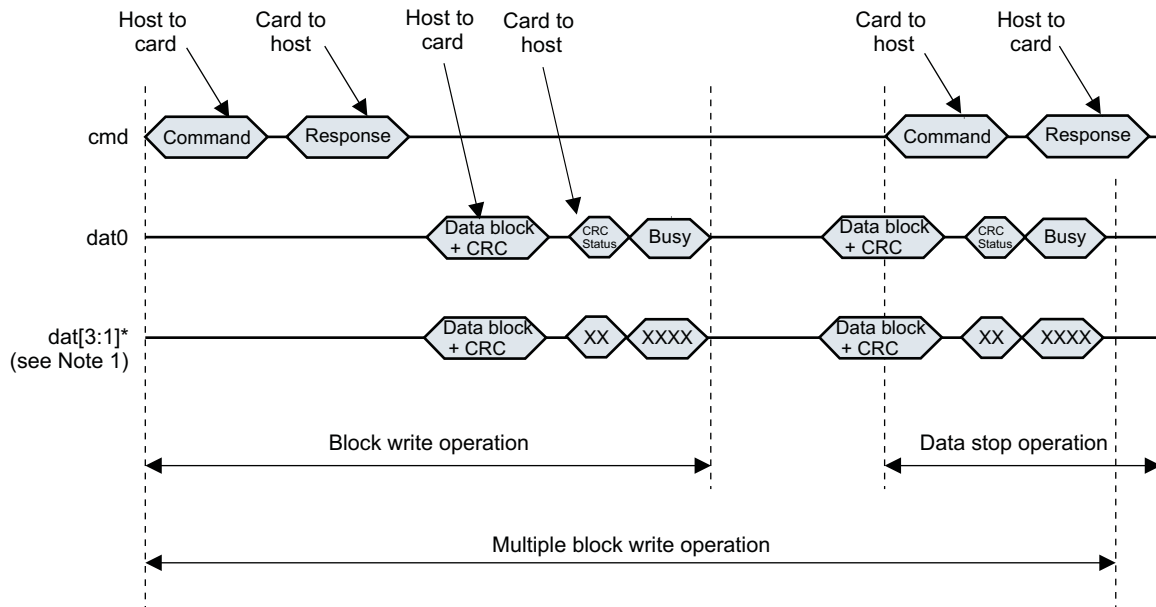 Host to
card
Card to
host
Host to
card
Card to
host
Card to
host
Host to
card
cmd
Command
Response
Command
Response
dat0
Data block
+ CRC
CRC
Status
Busy
Data block
+ CRC
CRC
Status
Busy
dat[3:1]*
(see Note 1)
Data block
+ CRC
XX
XXXX
Data block
+ CRC
XX
XXXX
Block write operation
Data stop operation
Multiple block write operation